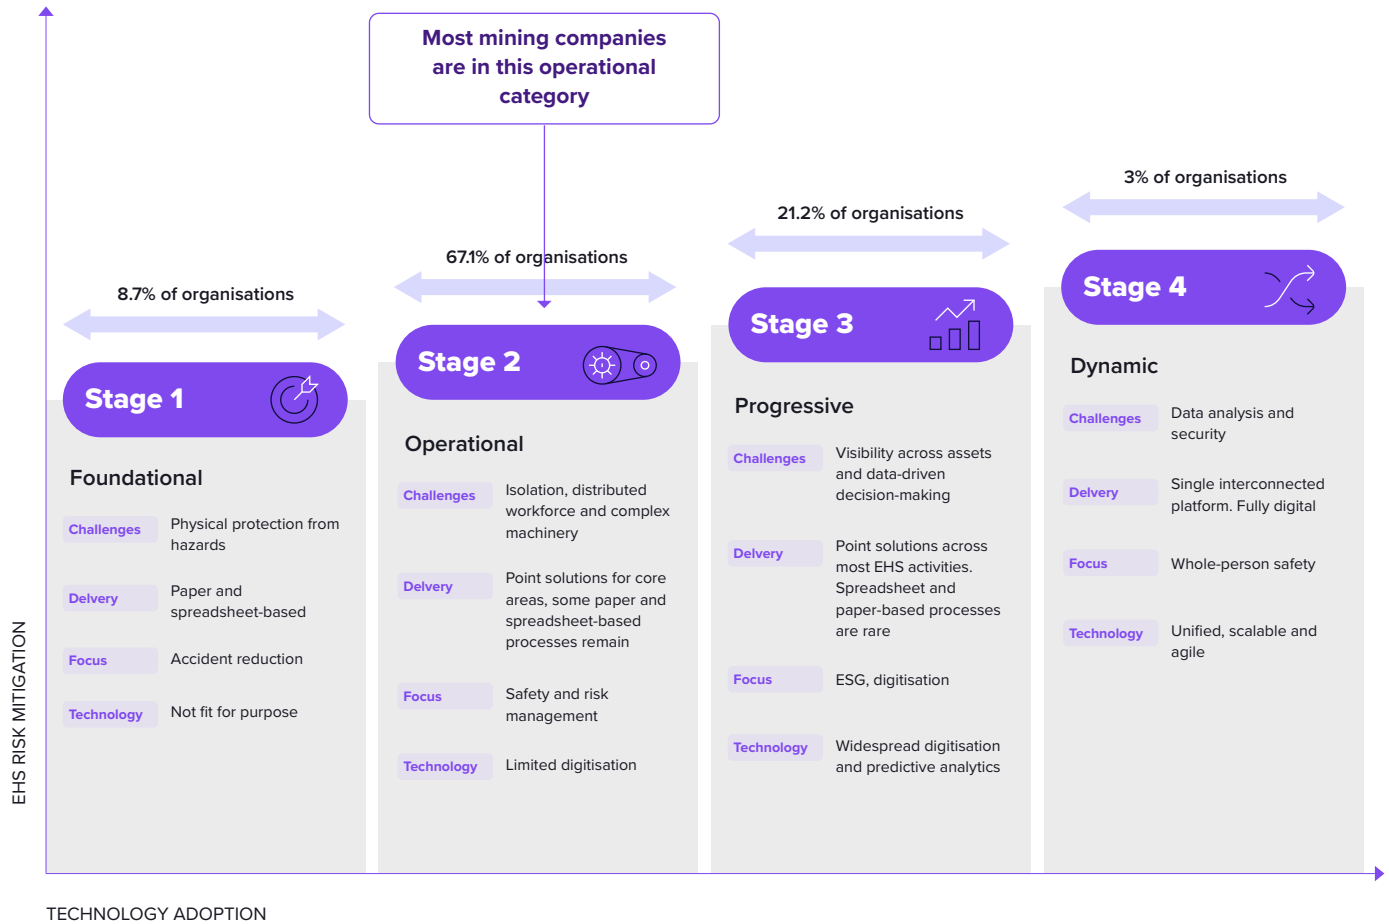 Most mining companies
are in this operational
category
8.7% of organisations
Stage 1
Foundational
Challenges
Physical protection from
hazards
Delvery
Paper and
spreadsheet-based
Focus
Accident reduction
Technology
Not fit for purpose
67.1% of organisations
Stage 2
Operational
Challenges
Isolation, distributed
workforce and complex
machinery
Delvery
Point solutions for core
areas, some paper and
spreadsheet-based
processes remain
Focus
Safety and risk
management
Technology
Limited digitisation
21.2% of organisations
Stage 3
Progressive
Challenges
Visibility across assets
and data-driven
decision-making
Delvery
Point solutions across
most EHS activities.
Spreadsheet and
paper-based processes
are rare
Focus
ESG, digitisation
Technology
Widespread digitisation
and predictive analytics
3% of organisations
Stage 4
Dynamic
Challenges
Data analysis and
security
Delvery
Single interconnected
platform. Fully digital
Focus
Whole-person safety
Technology
Unified, scalable and
agile
EHS RISK MITIGATION
TECHNOLOGY ADOPTION